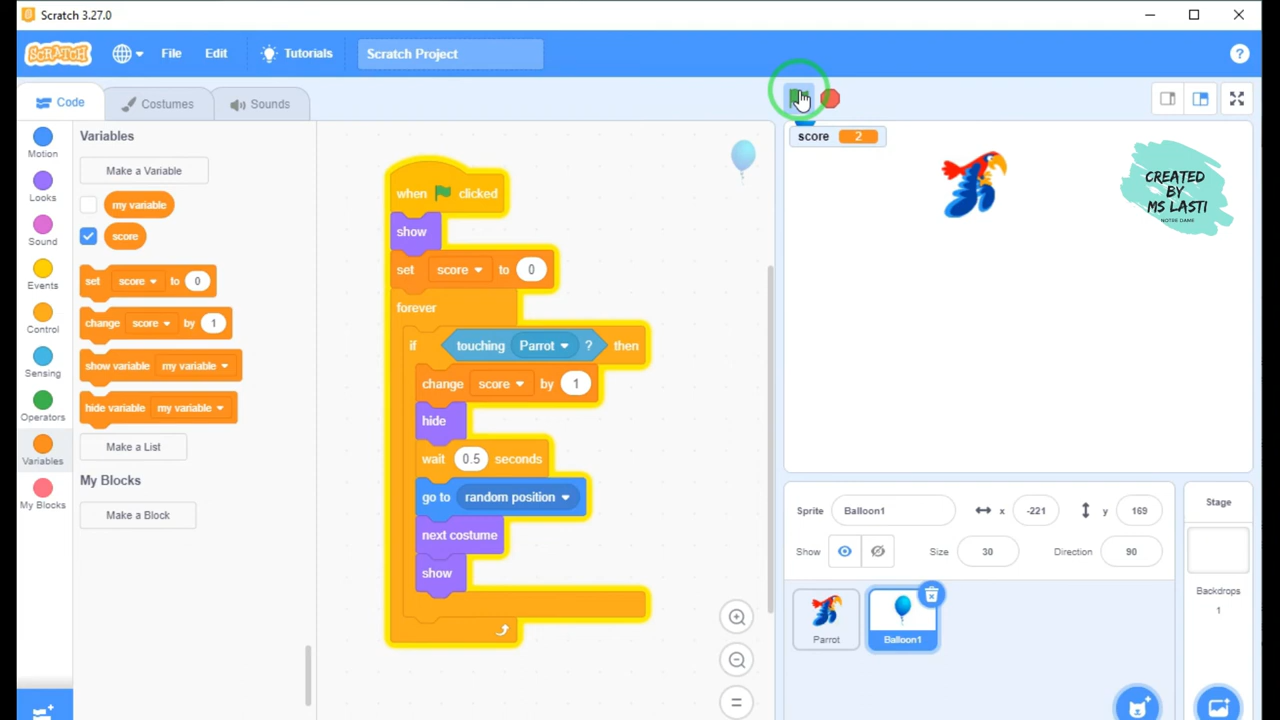 Scratch 3.27.0
SCRATCH
File
Edit
Tutorials
Scratch Project
?
Code
Costumes
Sounds
Motion
Looks
Sound
Events
Control
Sensing
Operators
Variables
My Blocks
Variables
Make a Variable
my variable
score
set score to 0
change score by 1
show variable my variable
hide variable my variable
Make a List
My Blocks
Make a Block
when clicked
show
set score to 0
forever
if touching Parrot ? then
change score by 1
hide
wait 0.5 seconds
go to random position
next costume
show
score 2
CREATED
BY
MS LASTI
NOTRE DAME
Sprite Balloon1 x -221 y 169
Show Size 30 Direction 90
Parrot
Balloon1
Stage
Backdrops
1